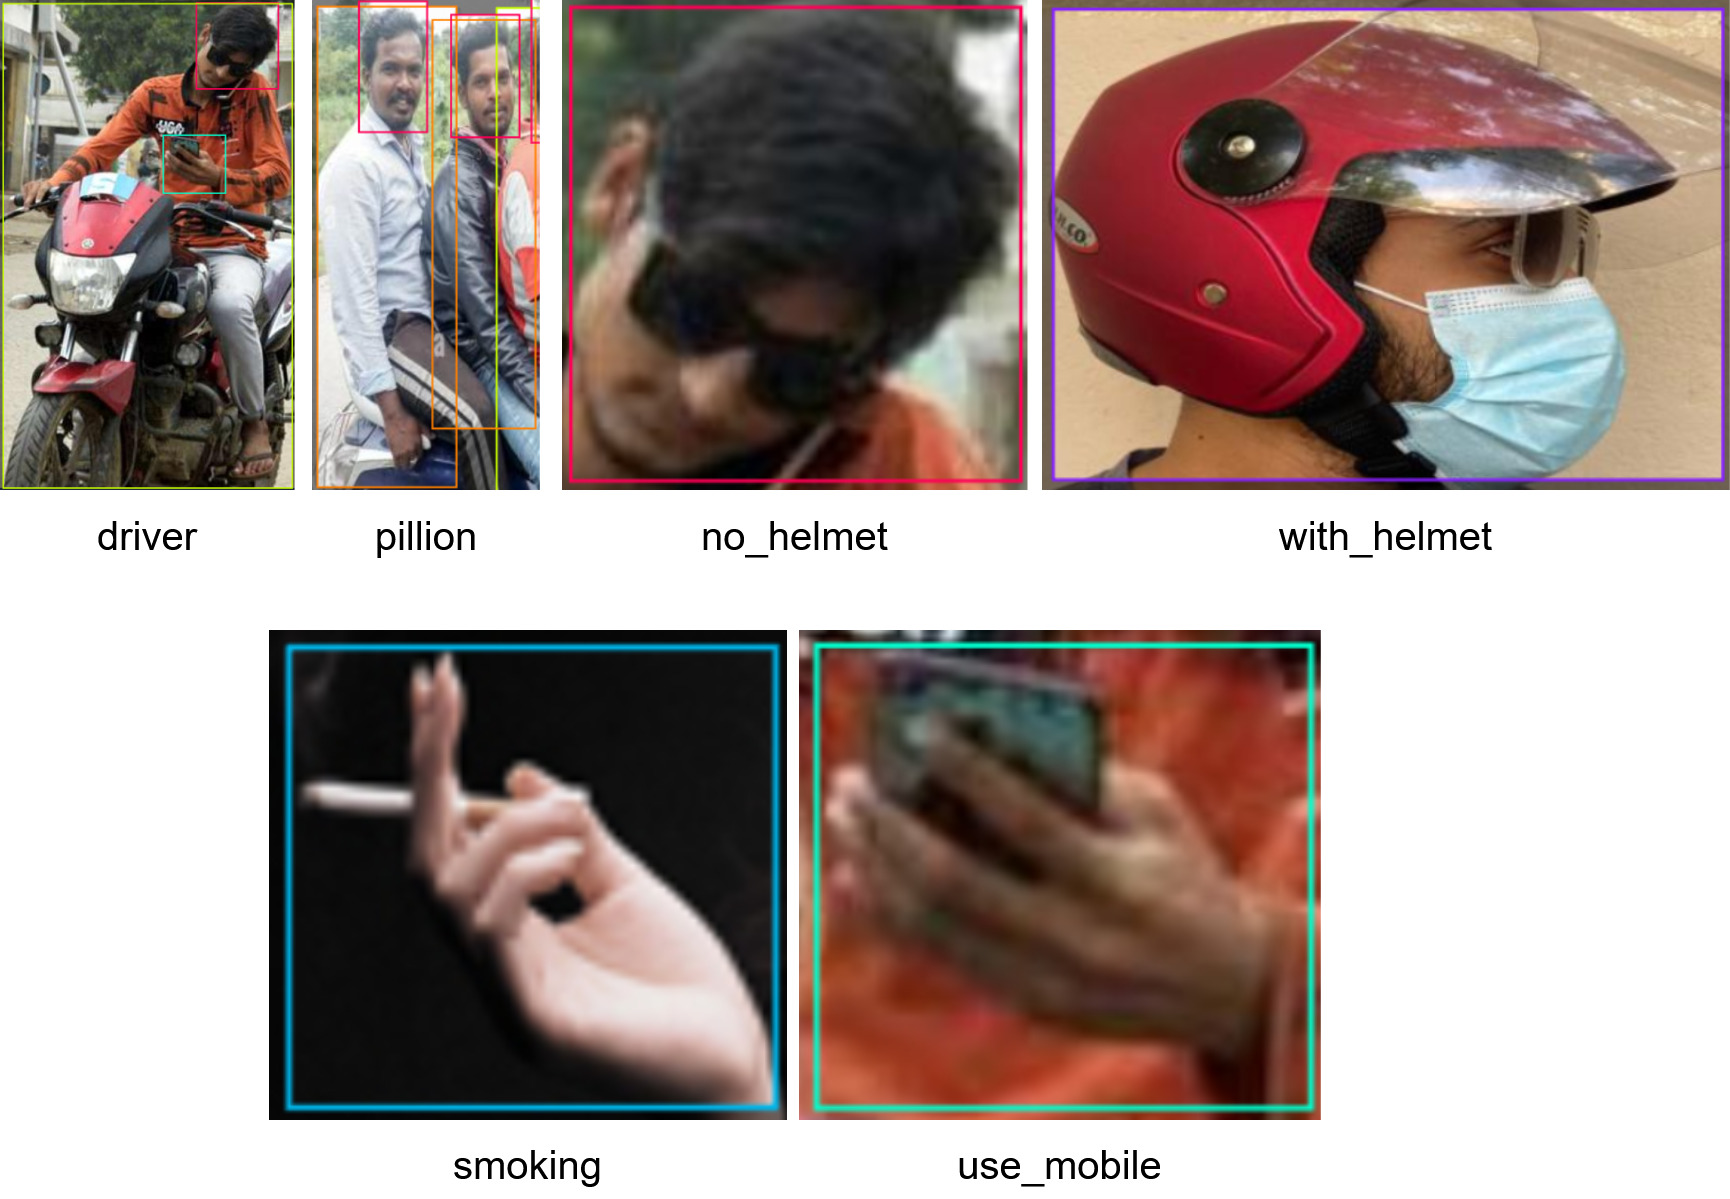 driver
pillion
no_helmet
with_helmet
smoking
use_mobile